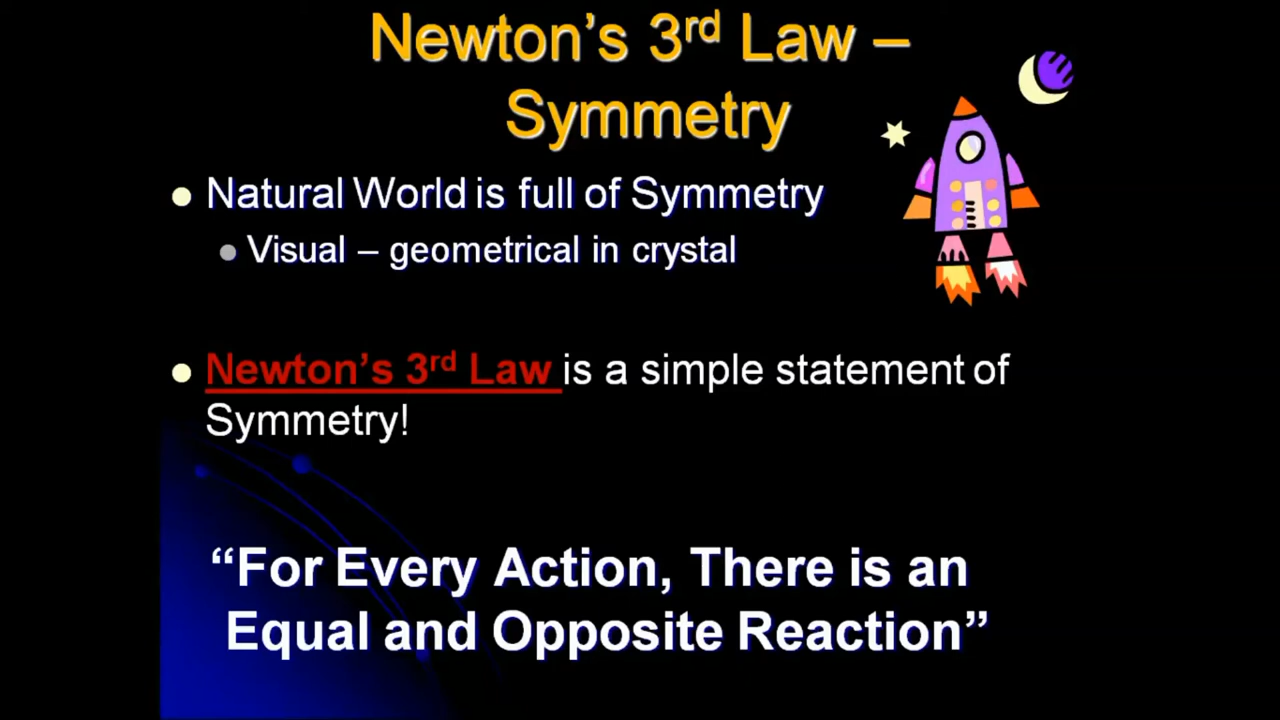 Newton's 3rd Law –
Symmetry
Natural World is full of Symmetry
Visual – geometrical in crystal
Newton's 3rd Law is a simple statement of
Symmetry!
“For Every Action, There is an
Equal and Opposite Reaction”